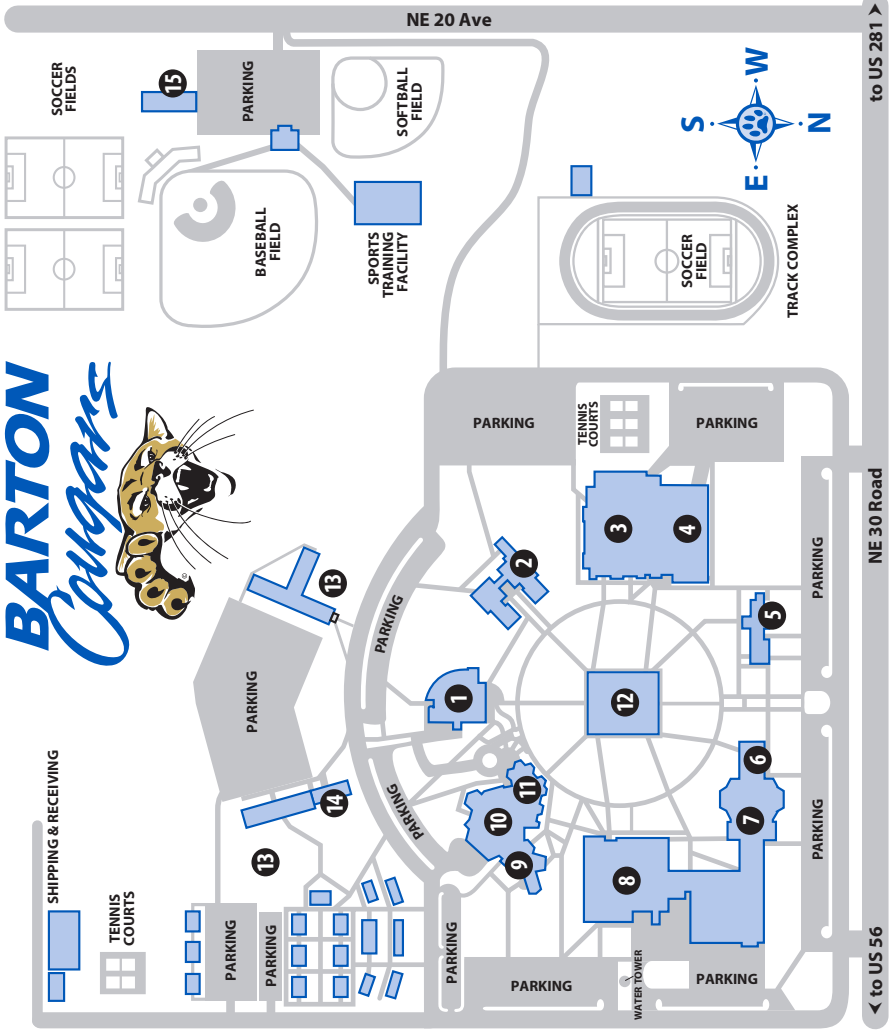 NE 20 Ave
to US 281
SOCCER
FIELDS
15
PARKING
SOFTBALL
FIELD
S
W
E
N
BASEBALL
FIELD
SPORTS
TRAINING
FACILITY
SOCCER
FIELD
TRACK COMPLEX
BARTON
Cougars
PARKING
TENNIS
COURTS
PARKING
NE 30 Road
3
4
2
13
PARKING
PARKING
5
PARKING
1
12
SHIPPING & RECEIVING
14
PARKING
11
10
9
6
7
PARKING
13
8
TENNIS
COURTS
PARKING
PARKING
PARKING
PARKING
WATER TOWER
PARKING
to US 56